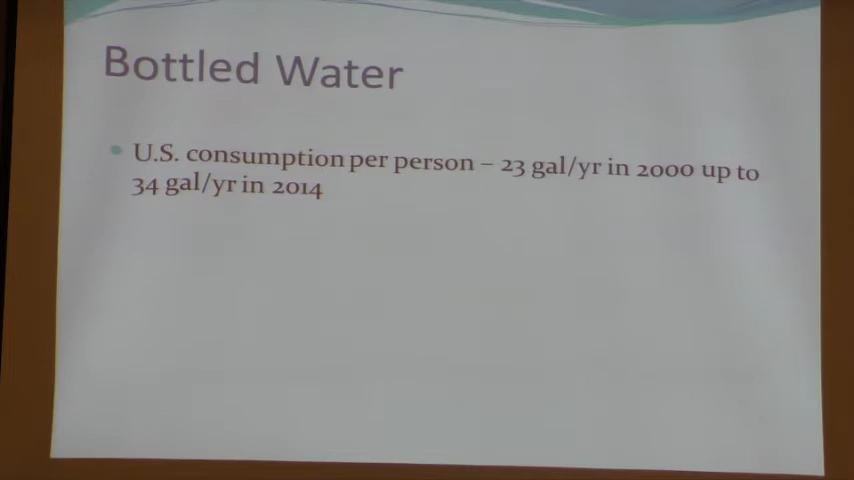 Bottled Water
• U.S. consumption per person – 23 gal/yr in 2000 up to
34 gal/yr in 2014